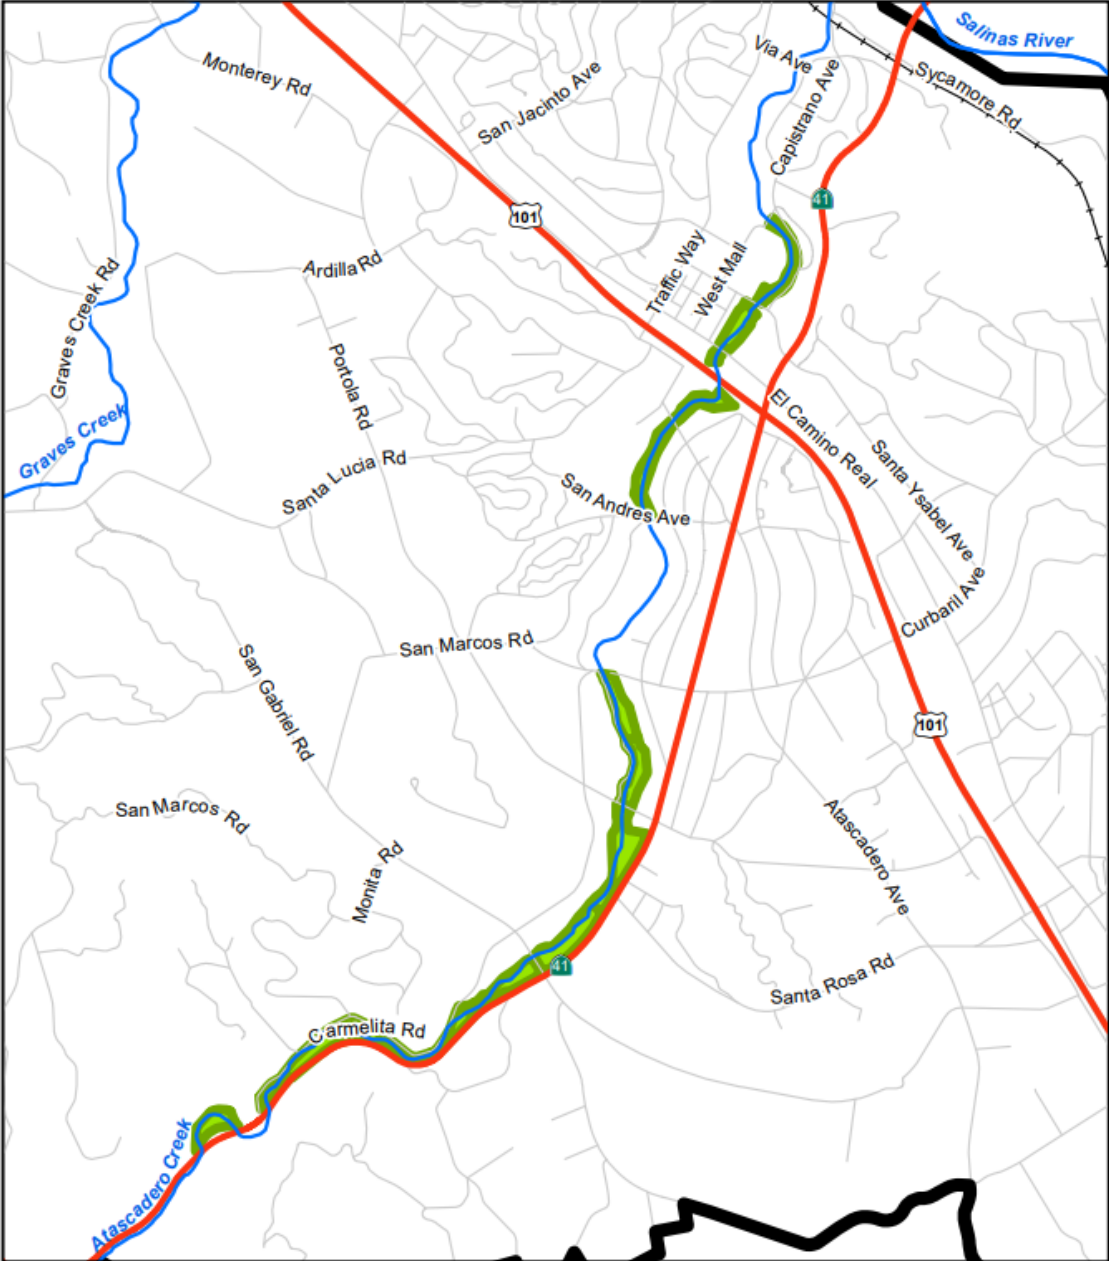 Salinas River
Via Ave
Monterey Rd
San Jacinto Ave
Sycamore Rd
Capistrano Ave
41
101
Traffic Way
West Mall
Ardilla Rd
Graves Creek Rd
Portola Rd
El Camino Real
Graves Creek
Santa Lucia Rd
Santa Ysabel Ave
San Andres Ave
Curbaril Ave
San Marcos Rd
San Gabriel Rd
101
San Marcos Rd
Atascadero Ave
Monita Rd
41
Santa Rosa Rd
Carmelita Rd
Atascadero Creek